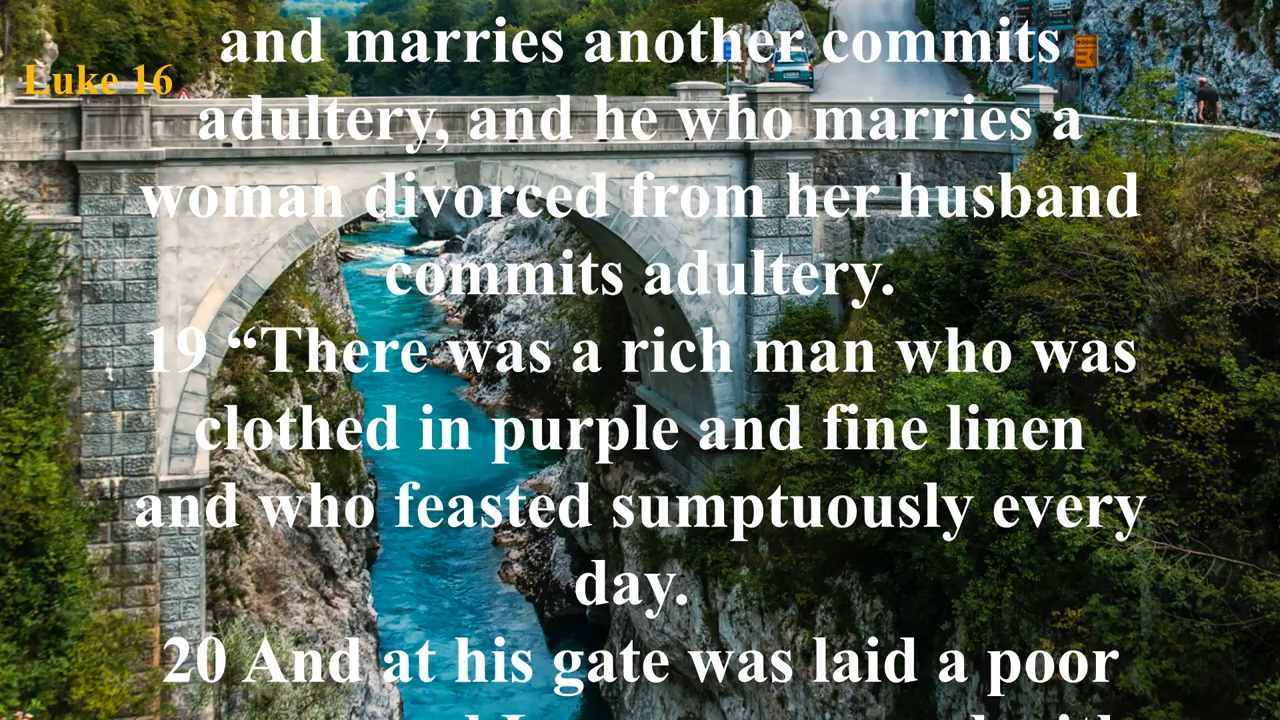 and marries another commits
Luke 16
adultery, and he who marries a
woman divorced from her husband
commits adultery.
19 “There was a rich man who was
clothed in purple and fine linen
and who feasted sumptuously every
day.
20 And at his gate was laid a poor